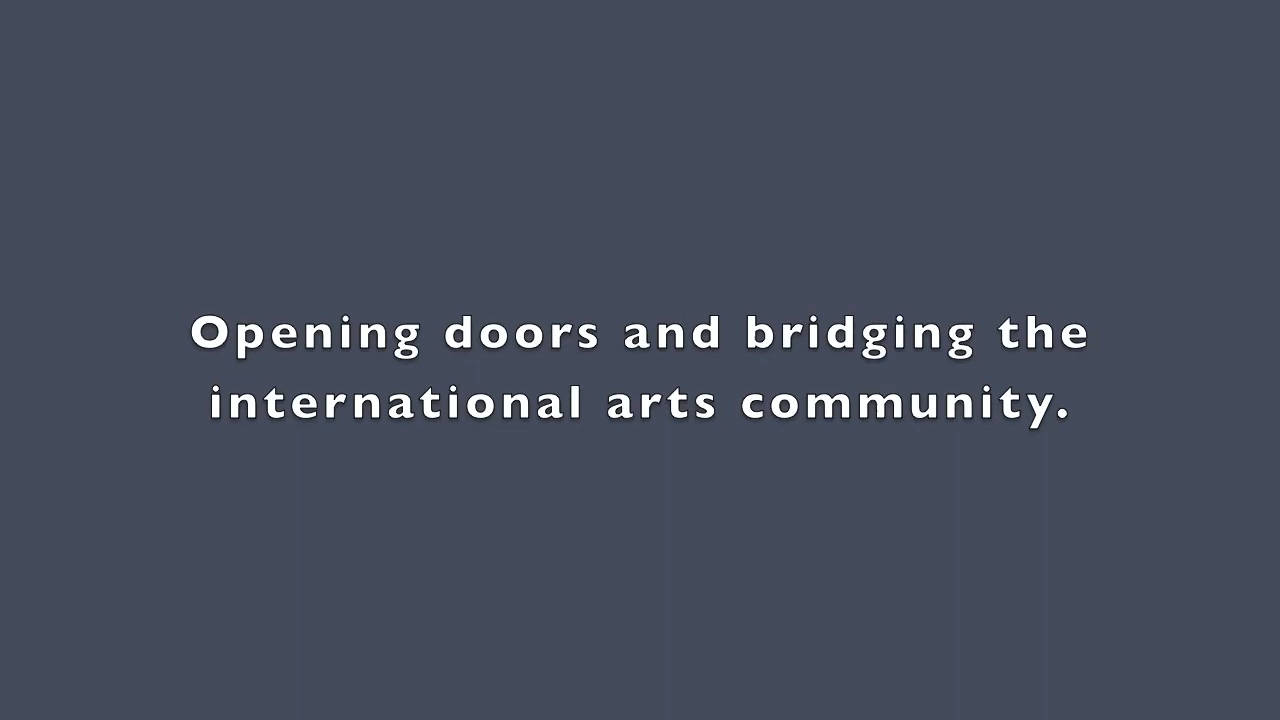 Opening doors and bridging the
international arts community.